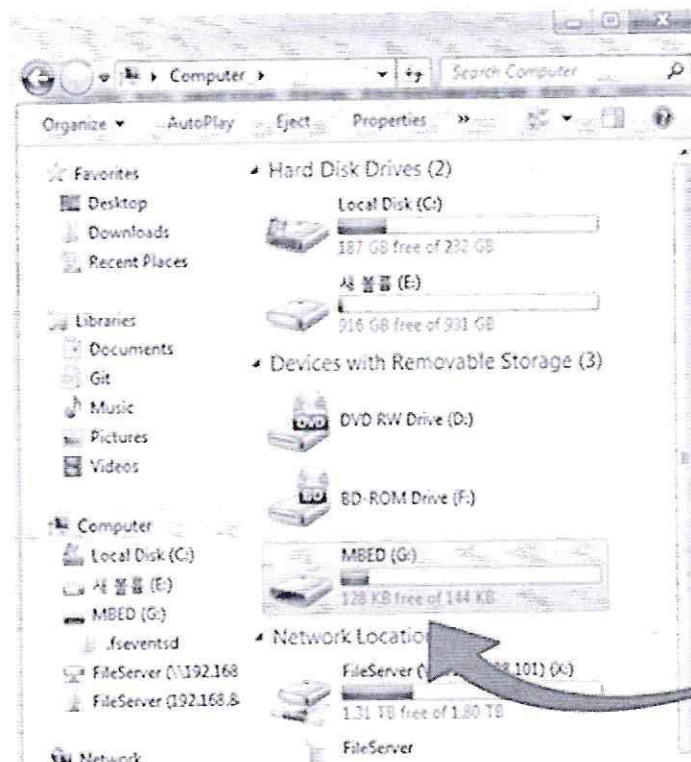 Computer
Search Computer
Organize
AutoPlay
Eject
Properties
»
Favorites
Desktop
Downloads
Recent Places
Libraries
Documents
Git
Music
Pictures
Videos
Computer
Local Disk (C:)
새 볼륨 (E:)
MBED (G:)
.fseventsd
FileServer (\\192.168
FileServer (192.168.8
Network
Hard Disk Drives (2)
Local Disk (C:)
187 GB free of 232 GB
새 볼륨 (E:)
916 GB free of 931 GB
Devices with Removable Storage (3)
DVD
DVD RW Drive (D:)
BD
BD-ROM Drive (F:)
MBED (G:)
128 KB free of 144 KB
Network Locatio
FileServer (\ 8.101) (X:)
1.31 TB free of 1.80 TB
FileServer